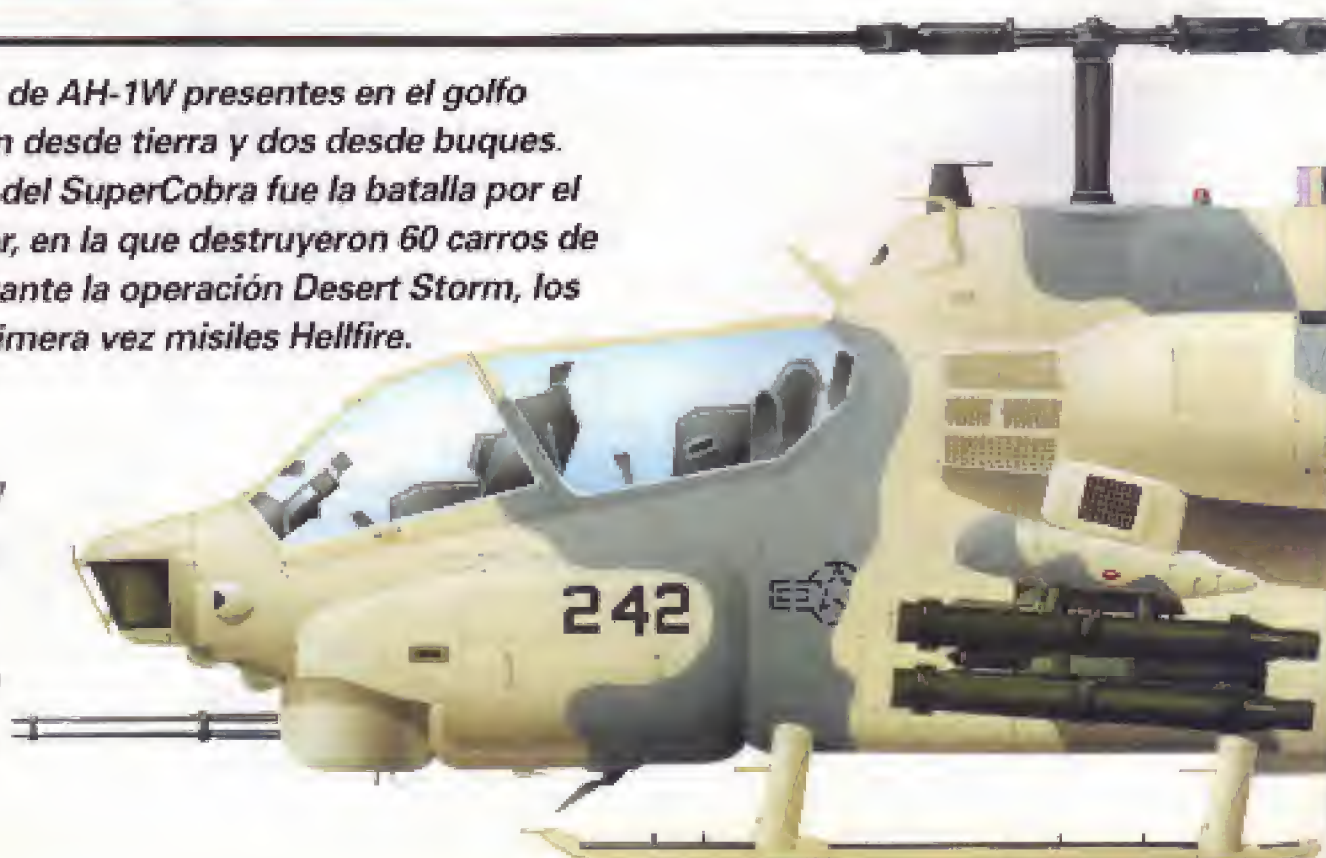 de AH-1W presentes en el golfo
n desde tierra y dos desde buques.
del SuperCobra fue la batalla por el
r, en la que destruyeron 60 carros de
ante la operación Desert Storm, los
imera vez misiles Hellfire.
242